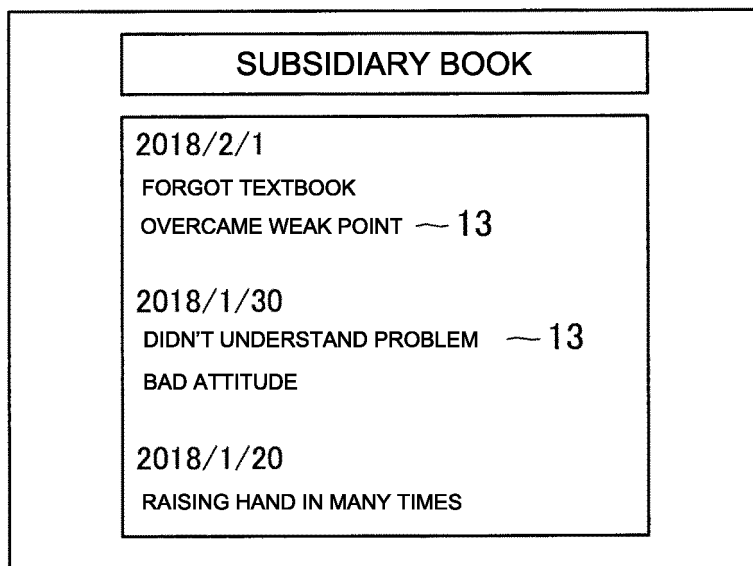 SUBSIDIARY BOOK
2018/2/1
FORGOT TEXTBOOK
OVERCAME WEAK POINT 13
2018/1/30
DIDN'T UNDERSTAND PROBLEM 13
BAD ATTITUDE
2018/1/20
RAISING HAND IN MANY TIMES